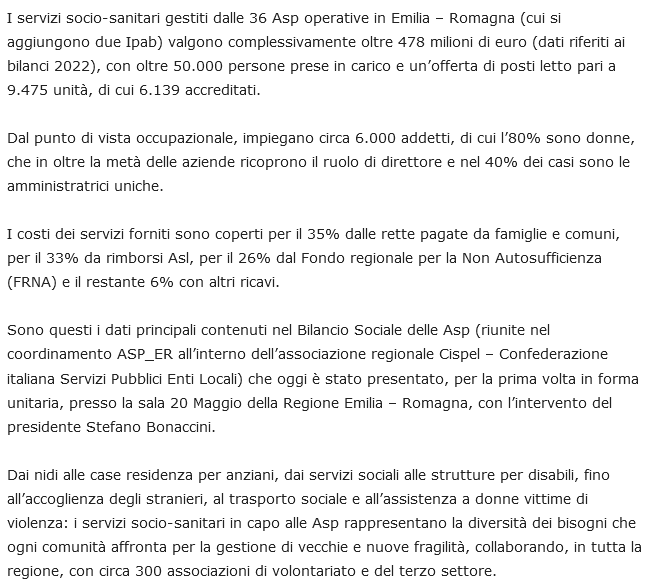 I servizi socio-sanitari gestiti dalle 36 Asp operative in Emilia – Romagna (cui si
aggiungono due Ipab) valgono complessivamente oltre 478 milioni di euro (dati riferiti ai
bilanci 2022), con oltre 50.000 persone prese in carico e un’offerta di posti letto pari a
9.475 unità, di cui 6.139 accreditati.
Dal punto di vista occupazionale, impiegano circa 6.000 addetti, di cui l’80% sono donne,
che in oltre la metà delle aziende ricoprono il ruolo di direttore e nel 40% dei casi sono le
amministratrici uniche.
I costi dei servizi forniti sono coperti per il 35% dalle rette pagate da famiglie e comuni,
per il 33% da rimborsi Asl, per il 26% dal Fondo regionale per la Non Autosufficienza
(FRNA) e il restante 6% con altri ricavi.
Sono questi i dati principali contenuti nel Bilancio Sociale delle Asp (riunite nel
coordinamento ASP_ER all’interno dell’associazione regionale Cispel – Confederazione
italiana Servizi Pubblici Enti Locali) che oggi è stato presentato, per la prima volta in forma
unitaria, presso la sala 20 Maggio della Regione Emilia – Romagna, con l’intervento del
presidente Stefano Bonaccini.
Dai nidi alle case residenza per anziani, dai servizi sociali alle strutture per disabili, fino
all’accoglienza degli stranieri, al trasporto sociale e all’assistenza a donne vittime di
violenza: i servizi socio-sanitari in capo alle Asp rappresentano la diversità dei bisogni che
ogni comunità affronta per la gestione di vecchie e nuove fragilità, collaborando, in tutta la
regione, con circa 300 associazioni di volontariato e del terzo settore.